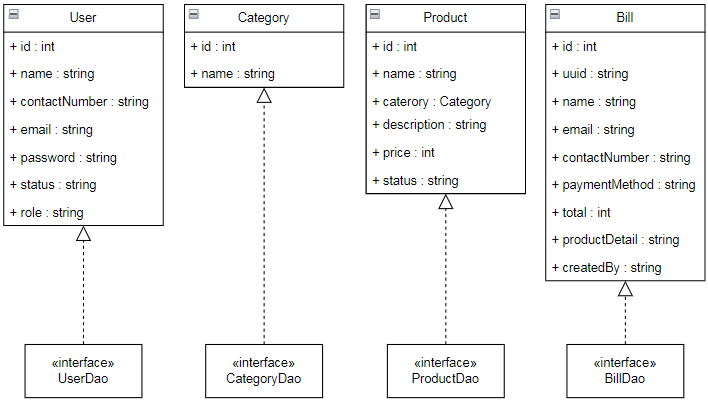 User
+ id : int
+ name : string
+ contactNumber : string
+ email : string
+ password : string
+ status : string
+ role : string
«interface»
UserDao
Category
+ id : int
+ name : string
«interface»
CategoryDao
Product
+ id : int
+ name : string
+ caterory : Category
+ description : string
+ price : int
+ status : string
«interface»
ProductDao
Bill
+ id : int
+ uuid : string
+ name : string
+ email : string
+ contactNumber : string
+ paymentMethod : string
+ total : int
+ productDetail : string
+ createdBy : string
«interface»
BillDao